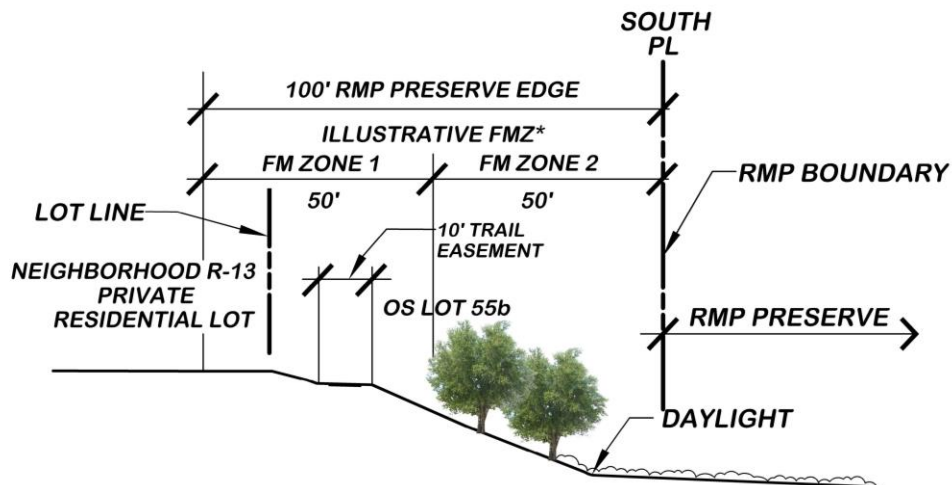 SOUTH
PL
100' RMP PRESERVE EDGE
ILLUSTRATIVE FMZ*
FM ZONE 1
FM ZONE 2
50'
50'
RMP BOUNDARY
LOT LINE
10' TRAIL
EASEMENT
NEIGHBORHOOD R-13
PRIVATE
RESIDENTIAL LOT
OS LOT 55b
RMP PRESERVE
DAYLIGHT